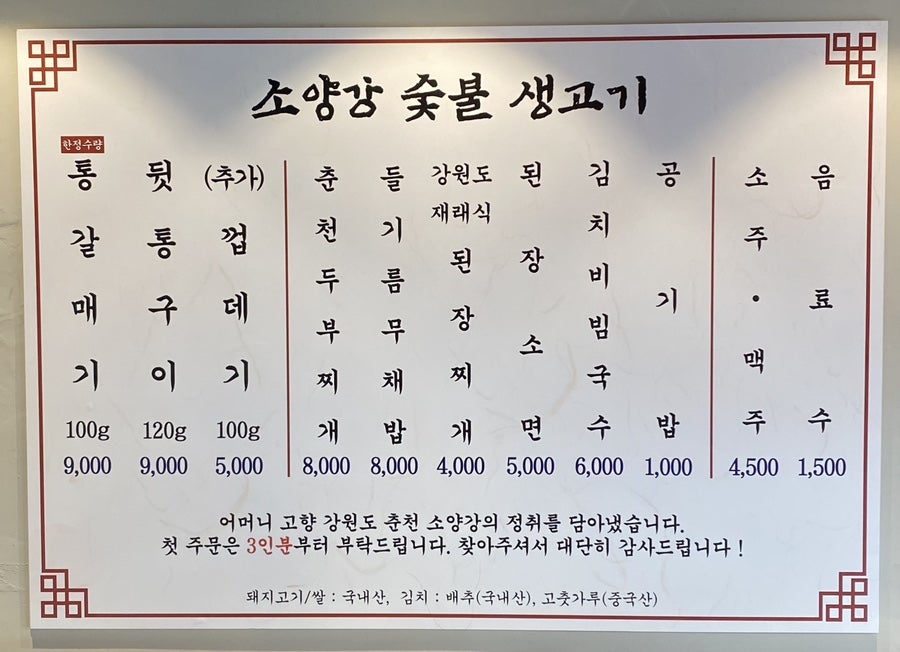 소양강 숯불 생고기
한정수량
통갈매기 100g 9,000
뒷통구이 120g 9,000
(추가) 껍데기 100g 5,000
춘천두부찌개 8,000
들기름무채밥 8,000
강원도 재래식 된장찌개 4,000
된장소면 5,000
김치비빔국수 6,000
공기밥 1,000
소주·맥주 4,500
음료수 1,500
어머니 고향 강원도 춘천 소양강의 정취를 담아냈습니다.
첫 주문은 3인분부터 부탁드립니다. 찾아주셔서 대단히 감사드립니다 !
돼지고기/쌀 : 국내산, 김치 : 배추(국내산), 고춧가루(중국산)